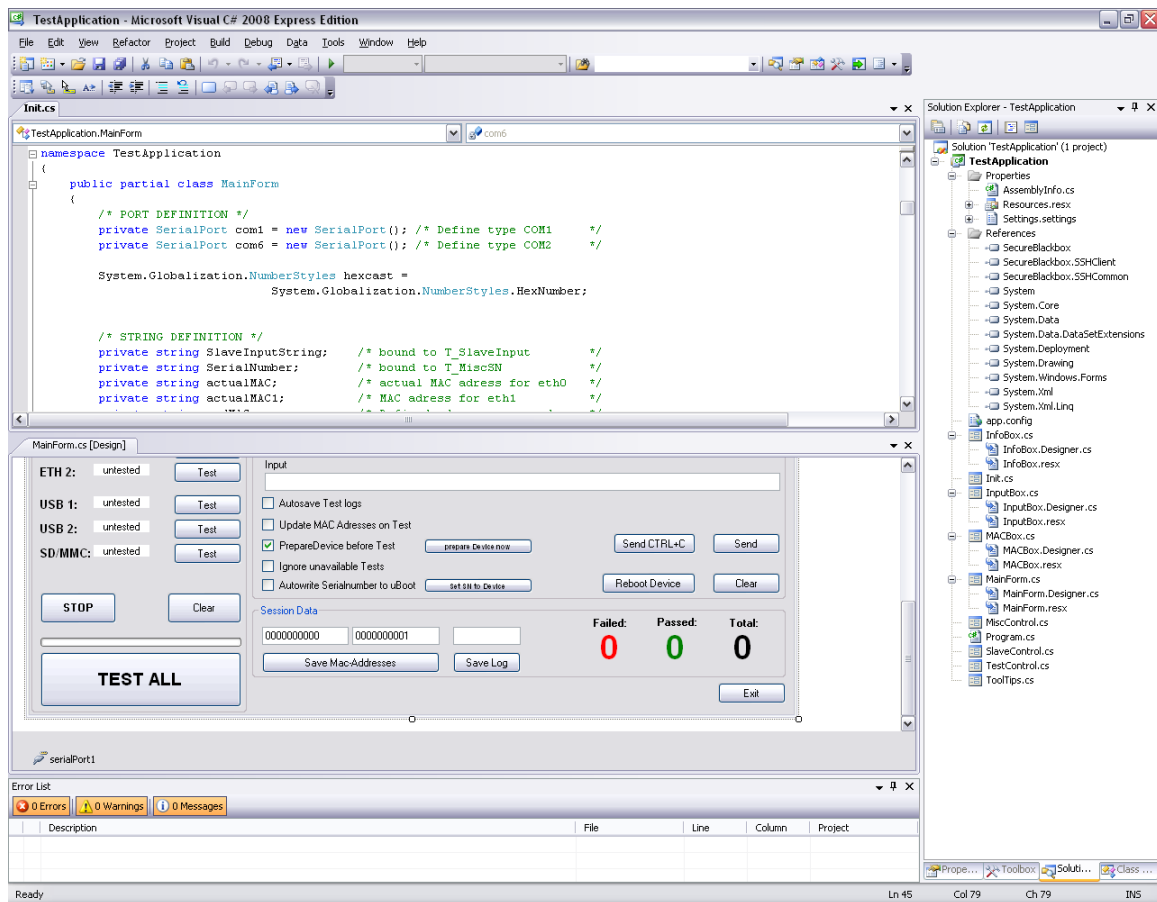 TestApplication - Microsoft Visual C# 2008 Express Edition
File Edit View Refactor Project Build Debug Data Tools Window Help
Init.cs
TestApplication.MainForm
com6
namespace TestApplication
{
public partial class MainForm
{
/* PORT DEFINITION */
private SerialPort com1 = new SerialPort(); /* Define type COM1 */
private SerialPort com6 = new SerialPort(); /* Define type COM2 */
System.Globalization.NumberStyles hexcast =
System.Globalization.NumberStyles.HexNumber;
/* STRING DEFINITION */
private string SlaveInputString; /* bound to T_SlaveInput */
private string SerialNumber; /* bound to T_MiscSN */
private string actualMAC; /* actual MAC adress for eth0 */
private string actualMAC1; /* MAC adress for eth1 */
MainForm.cs [Design]
ETH 2: untested Test
USB 1: untested Test
USB 2: untested Test
SD/MMC: untested Test
STOP Clear
TEST ALL
Input
Autosave Test logs
Update MAC Adresses on Test
PrepareDevice before Test prepare Device now Send CTRL+C Send
Ignore unavailable Tests
Autowrite Serialnumber to uBoot Set SN to Device Reboot Device Clear
Session Data
0000000000 0000000001
Save Mac-Addresses Save Log
Failed: Passed: Total:
0 0 0
Exit
serialPort1
Error List
0 Errors 0 Warnings 0 Messages
Description File Line Column Project
Solution Explorer - TestApplication
Solution 'TestApplication' (1 project)
TestApplication
Properties
AssemblyInfo.cs
Resources.resx
Settings.settings
References
SecureBlackbox
SecureBlackbox.SSHClient
SecureBlackbox.SSHCommon
System
System.Core
System.Data
System.Data.DataSetExtensions
System.Deployment
System.Drawing
System.Windows.Forms
System.Xml
System.Xml.Linq
app.config
InfoBox.cs
InfoBox.Designer.cs
InfoBox.resx
Init.cs
InputBox.cs
InputBox.Designer.cs
InputBox.resx
MACBox.cs
MACBox.Designer.cs
MACBox.resx
MainForm.cs
MainForm.Designer.cs
MainForm.resx
MiscControl.cs
Program.cs
SlaveControl.cs
TestControl.cs
ToolTips.cs
Prope... Toolbox Soluti... Class ...
Ready Ln 45 Col 79 Ch 79 INS